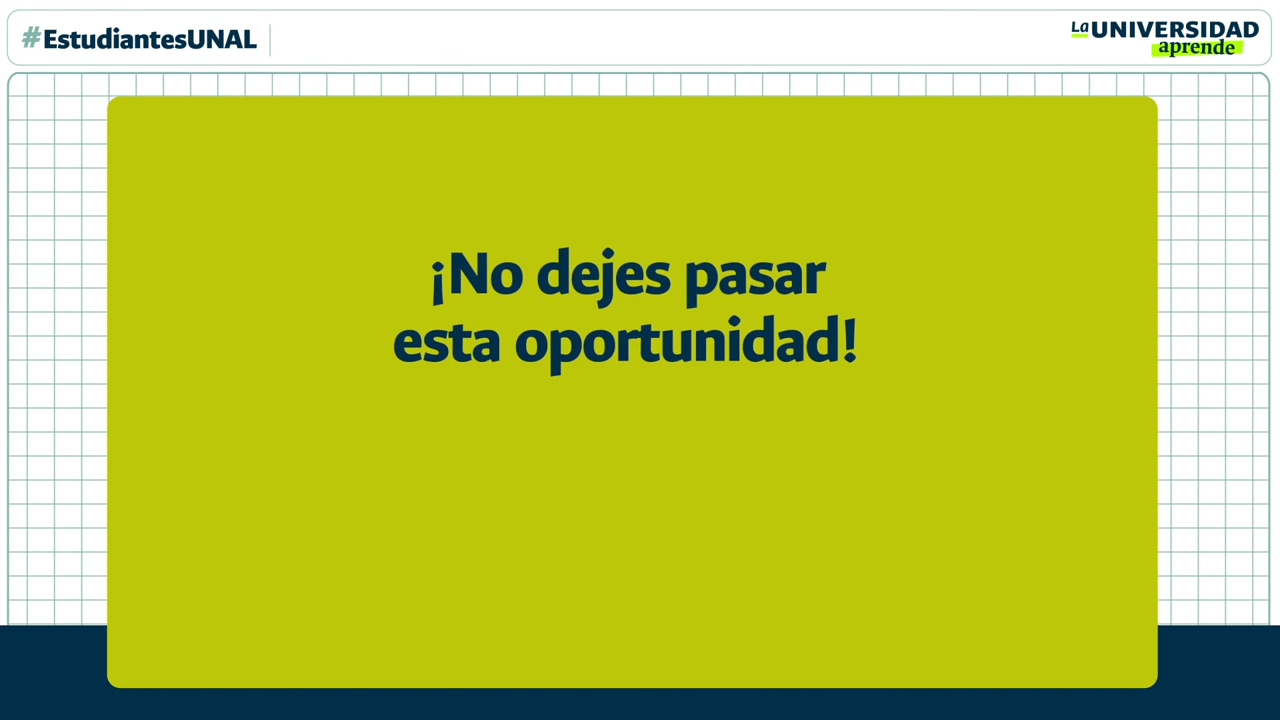 #EstudiantesUNAL
La UNIVERSIDAD
aprende
¡No dejes pasar
esta oportunidad!